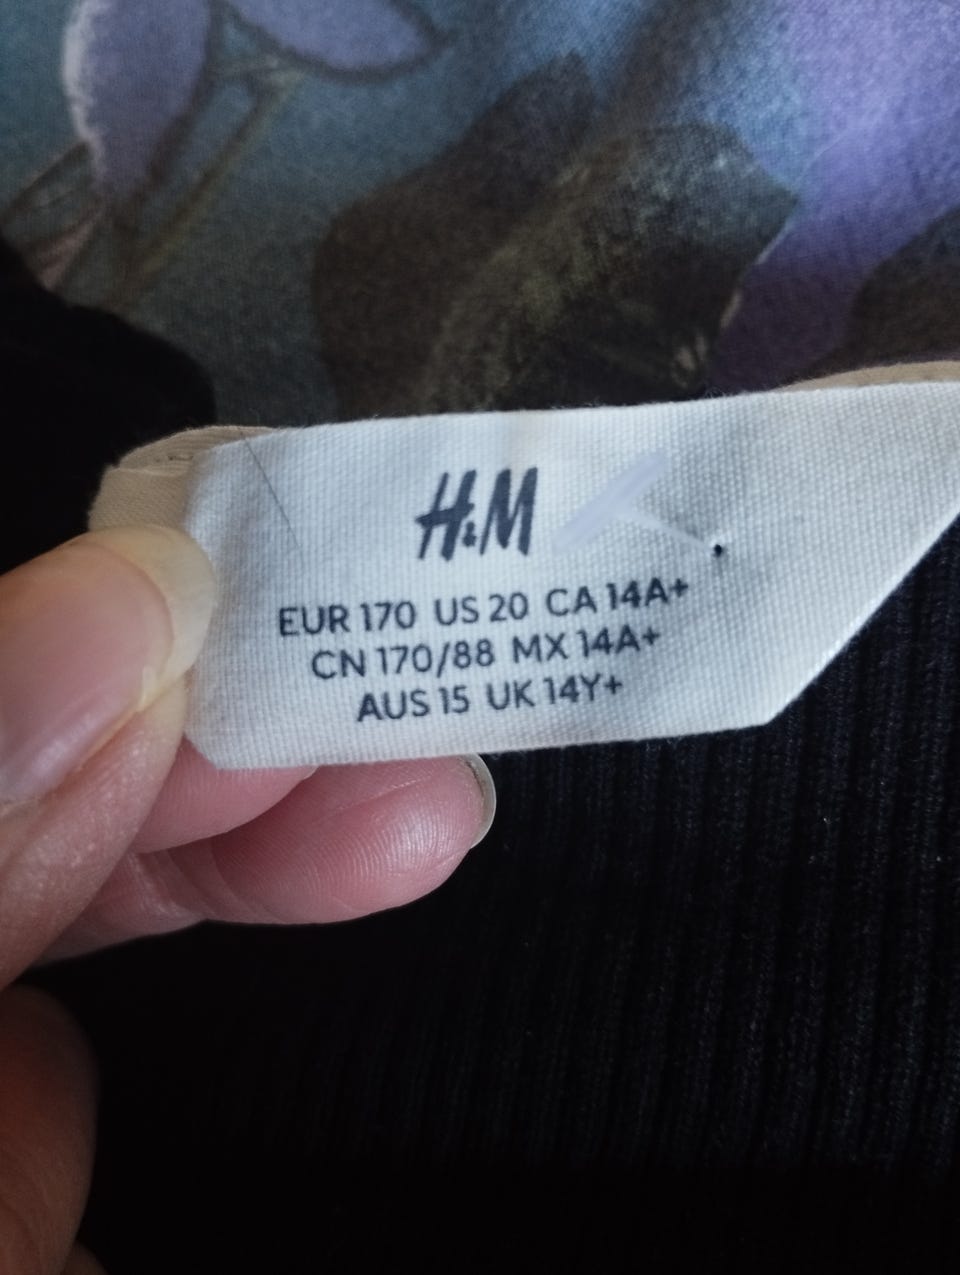 H&M
EUR 170 US 20 CA 14A+
CN 170/88 MX 14A+
AUS 15 UK 14Y+